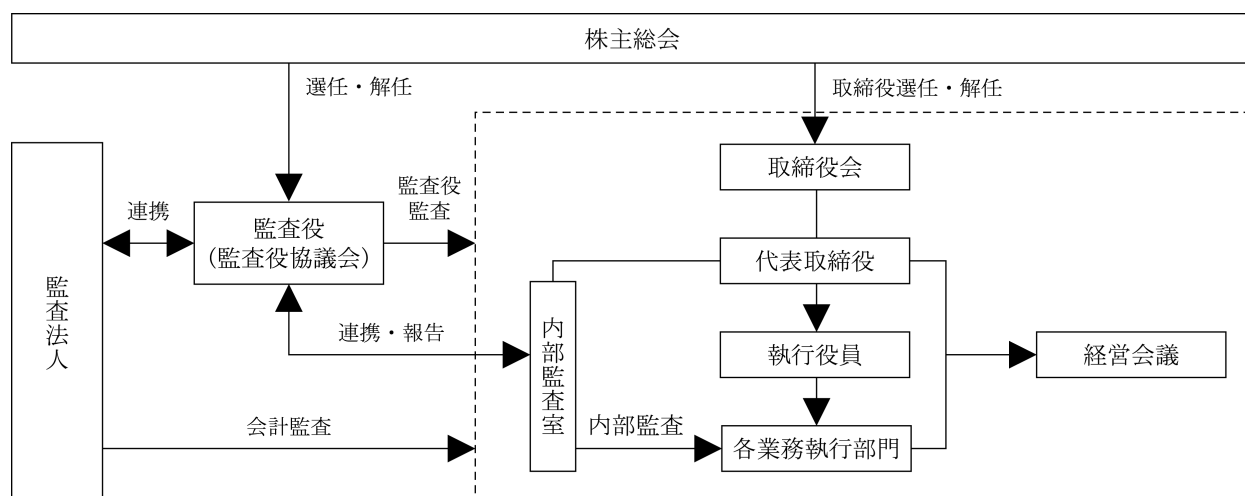 株主総会
選任・解任
取締役選任・解任
取締役会
監査役
監査
連携
監査役
(監査役協議会)
代表取締役
監査法人
内部監査室
連携・報告
執行役員
経営会議
会計監査
内部監査
各業務執行部門